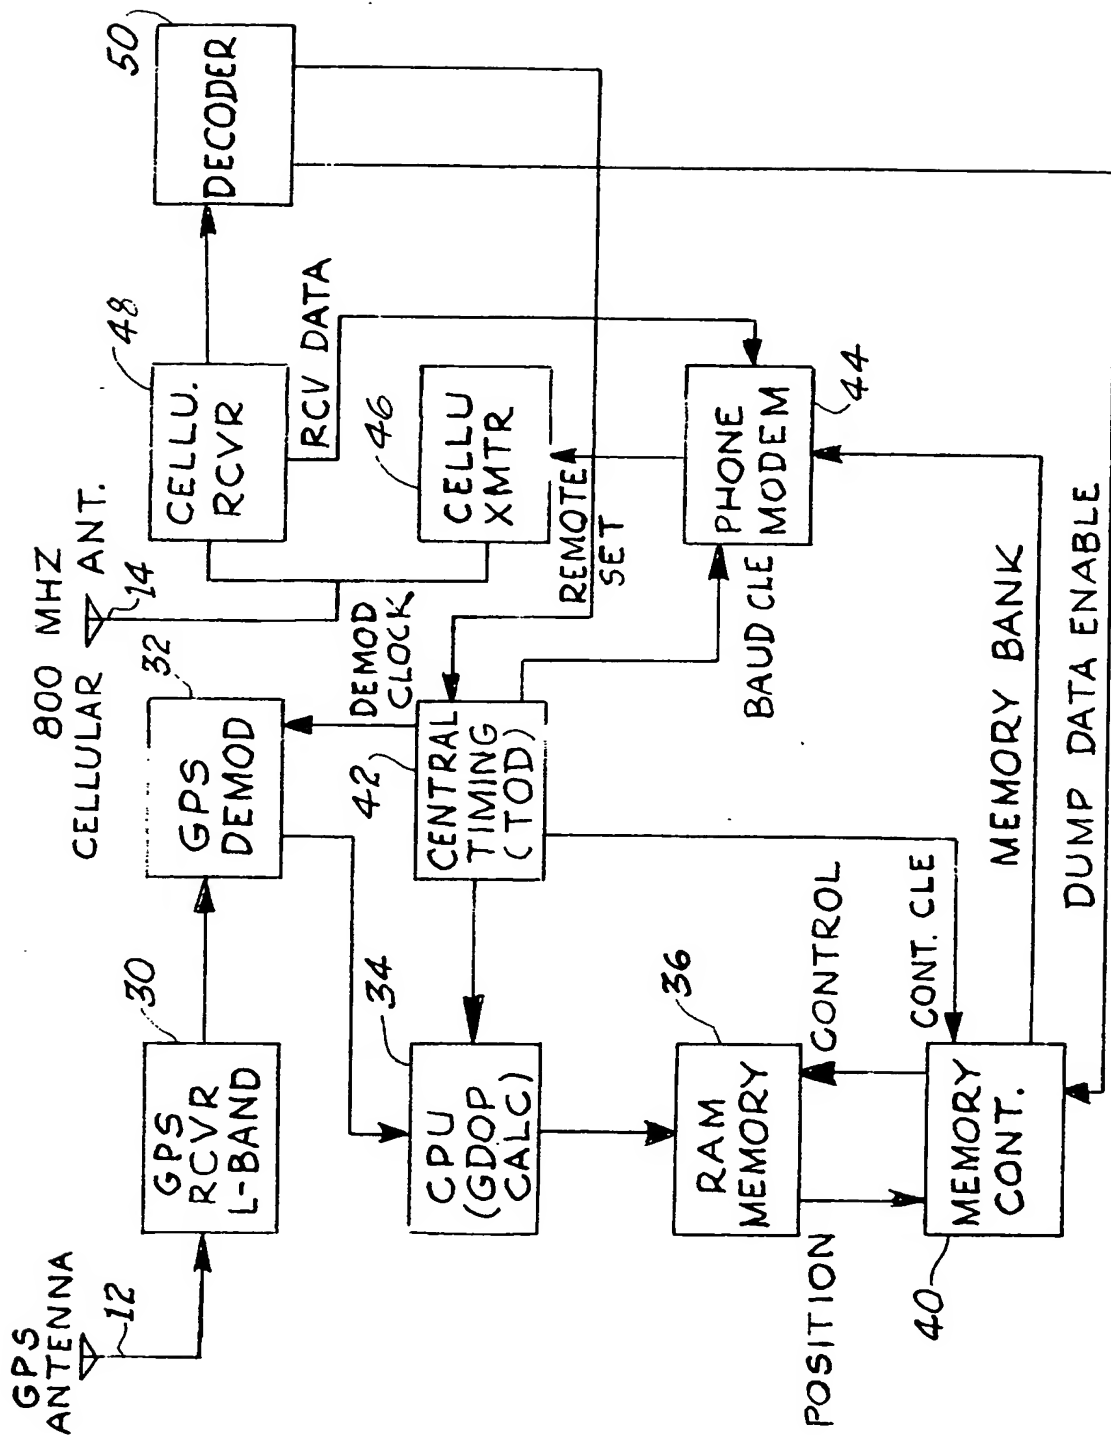 GPS
ANTENNA
12
30
GPS
RCVR
L-BAND
32
GPS
DEMOD
800 MHZ
CELLULAR ANT.
14
48
CELLU.
RCVR
50
DECODER
RCV DATA
34
CPU
(GDOP
CALC)
42
CENTRAL
TIMING
(TOD)
DEMOD
CLOCK
46
CELLU
XMTR
REMOTE
SET
36
RAM
MEMORY
BAUD CLE
PHONE
MODEM
44
POSITION
CONTROL
CONT. CLE
40
MEMORY
CONT.
MEMORY BANK
DUMP DATA ENABLE